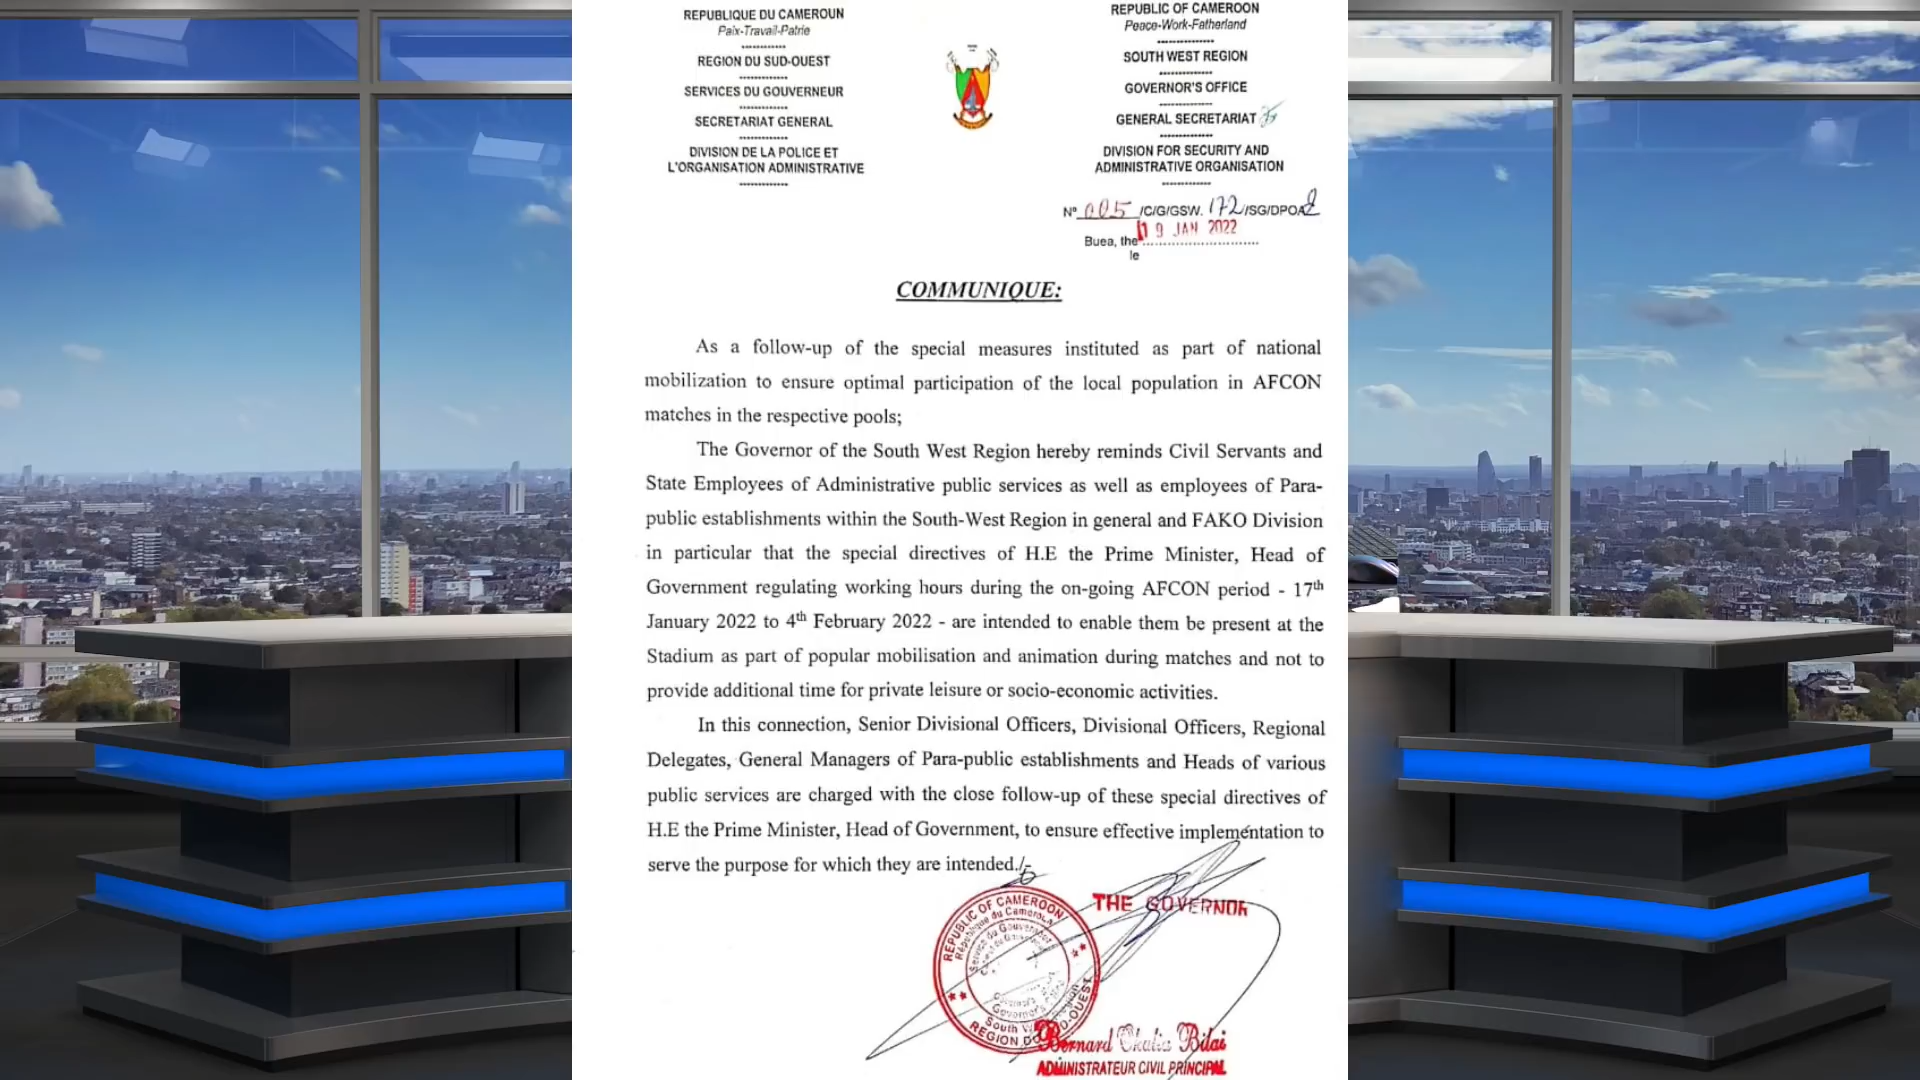 REPUBLIQUE DU CAMEROUN
Paix-Travail-Patrie
REGION DU SUD-OUEST
SERVICES DU GOUVERNEUR
SECRETARIAT GENERAL
DIVISION DE LA POLICE ET
L'ORGANISATION ADMINISTRATIVE
REPUBLIC OF CAMEROON
Peace-Work-Fatherland
SOUTH WEST REGION
GOVERNOR'S OFFICE
GENERAL SECRETARIAT
DIVISION FOR SECURITY AND
ADMINISTRATIVE ORGANISATION
N° 005 /C/G/GSW. 172 /SG/DPOA
Buea, the 19 JAN 2022
le
COMMUNIQUE:
As a follow-up of the special measures instituted as part of national
mobilization to ensure optimal participation of the local population in AFCON
matches in the respective pools;
The Governor of the South West Region hereby reminds Civil Servants and
State Employees of Administrative public services as well as employees of Para-
public establishments within the South-West Region in general and FAKO Division
in particular that the special directives of H.E the Prime Minister, Head of
Government regulating working hours during the on-going AFCON period - 17th
January 2022 to 4th February 2022 - are intended to enable them be present at the
Stadium as part of popular mobilisation and animation during matches and not to
provide additional time for private leisure or socio-economic activities.
In this connection, Senior Divisional Officers, Divisional Officers, Regional
Delegates, General Managers of Para-public establishments and Heads of various
public services are charged with the close follow-up of these special directives of
H.E the Prime Minister, Head of Government, to ensure effective implementation to
serve the purpose for which they are intended./-
THE GOVERNOR
REPUBLIC OF CAMEROON
République du Cameroun
Service du Gouverneur
Governor's
South
REGION DU SUD-OUEST
Bernard Okalia Bilai
ADMINISTRATEUR CIVIL PRINCIPAL